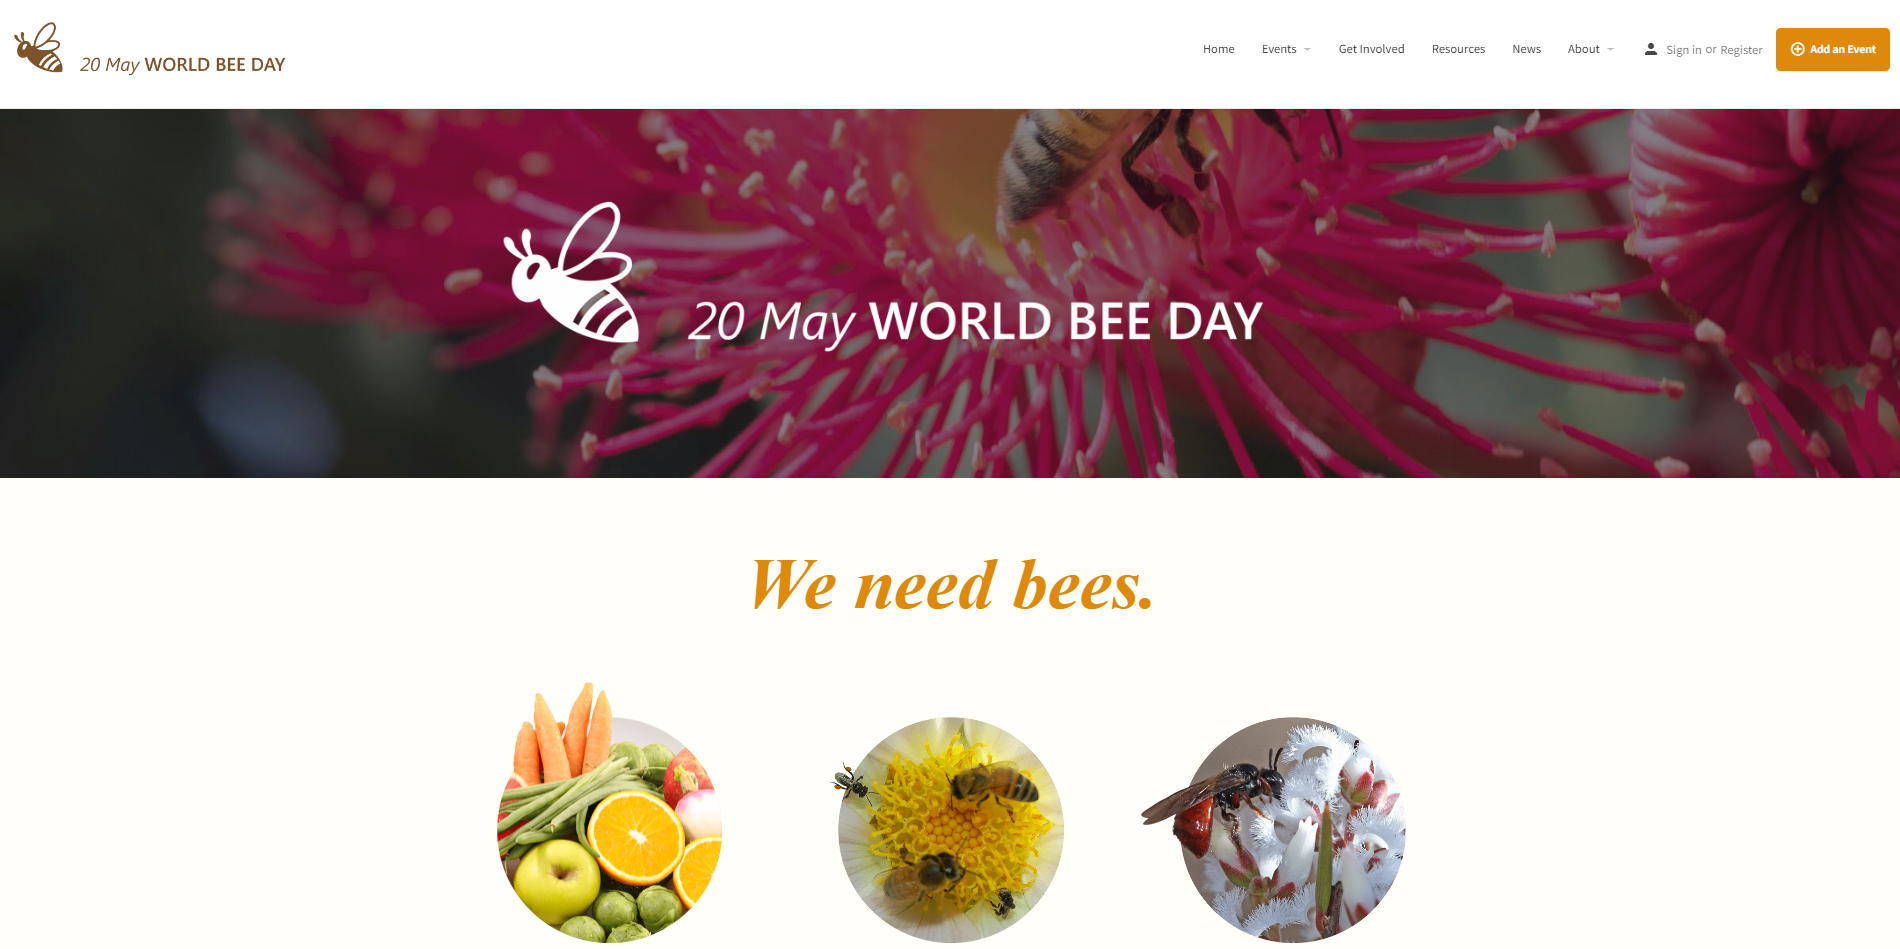 20 May WORLD BEE DAY
Home Events Get Involved Resources News About Sign in or Register Add an Event
20 May WORLD BEE DAY
We need bees.